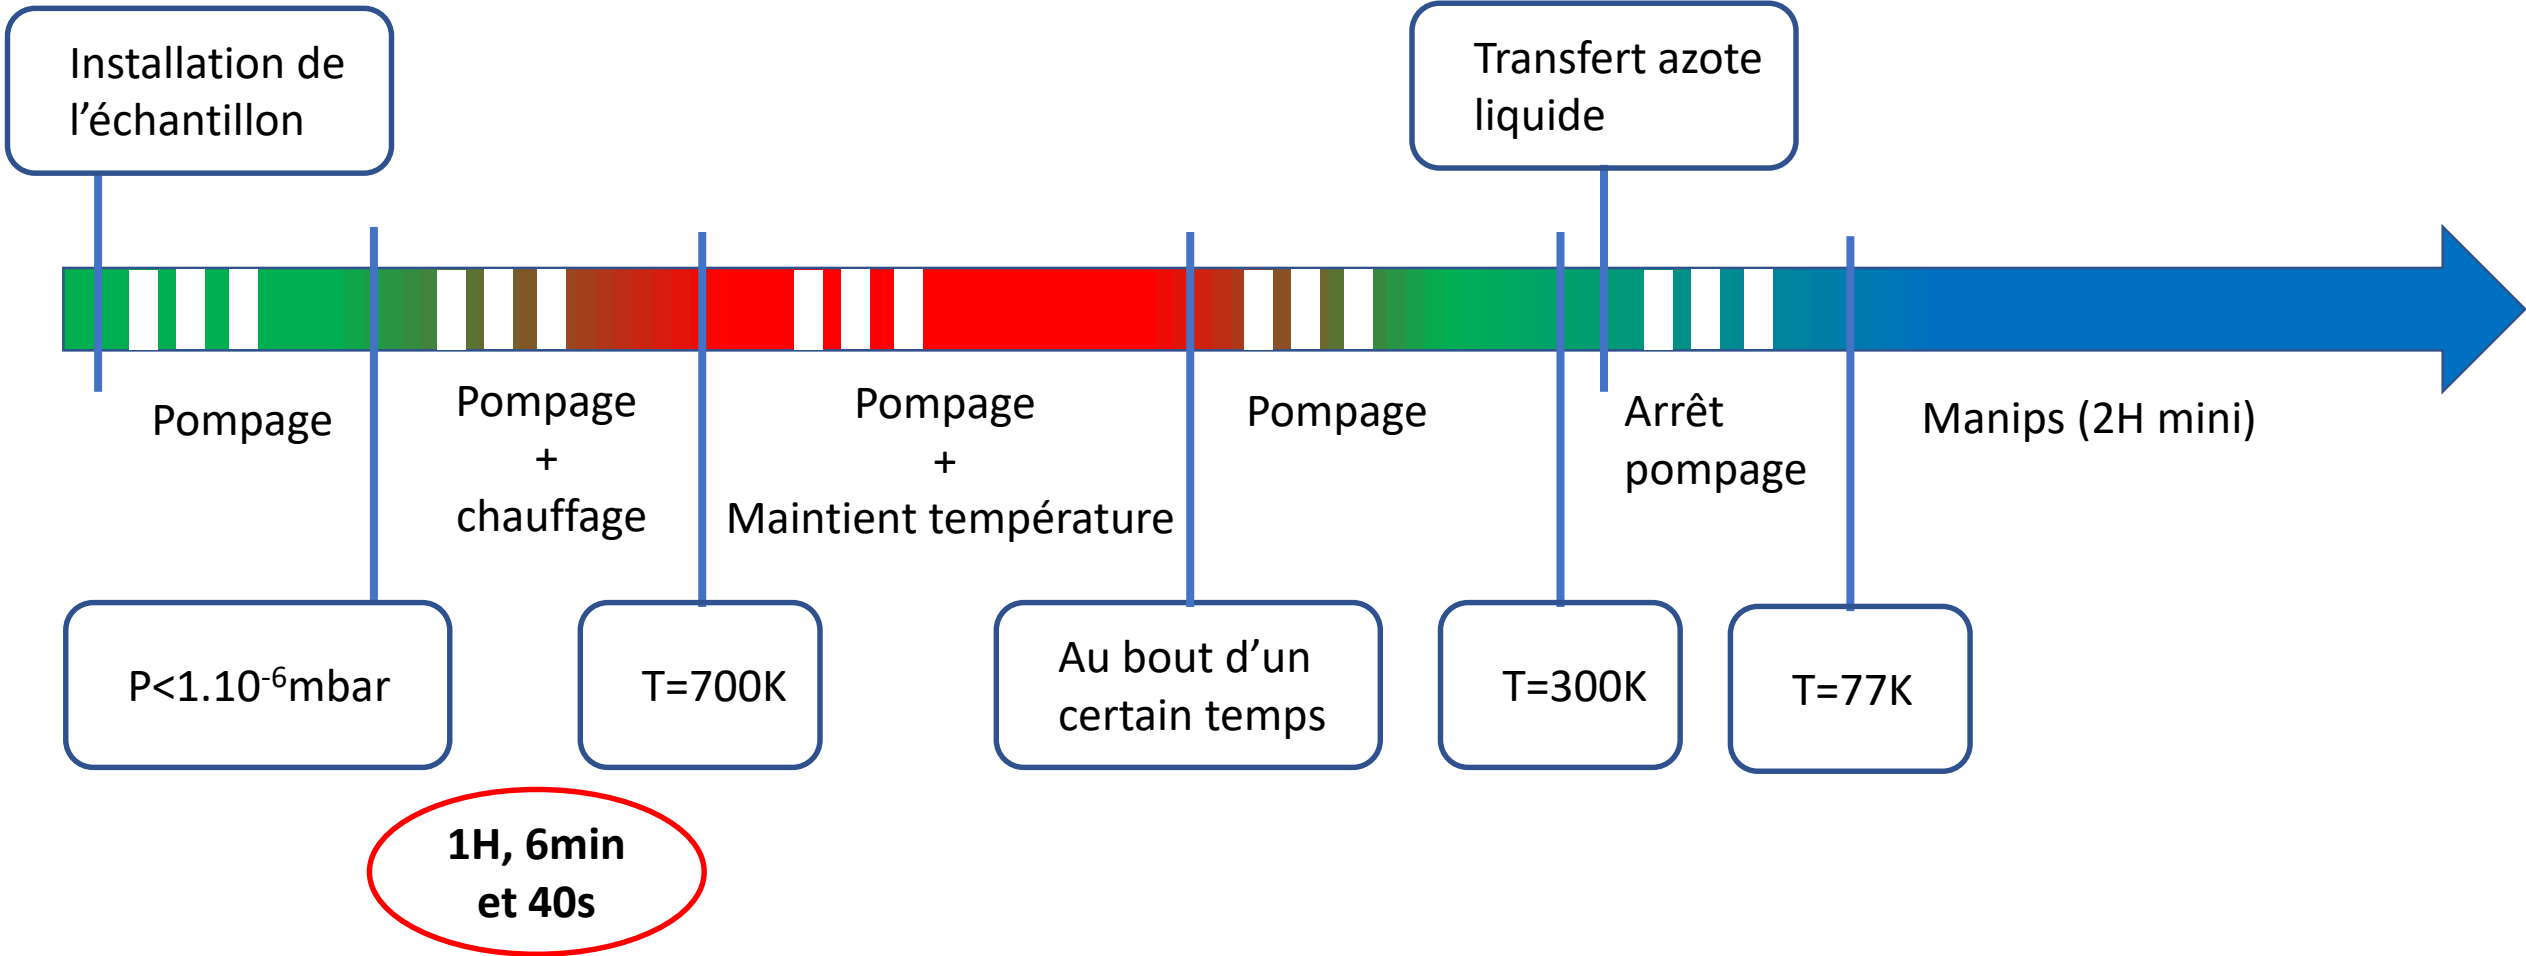 Installation de
l’échantillon
Transfert azote
liquide
Pompage
Pompage
+
chauffage
Pompage
+
Maintient température
Pompage
Arrêt
pompage
Manips (2H mini)
P<1.10-6mbar
T=700K
Au bout d’un
certain temps
T=300K
T=77K
1H, 6min
et 40s